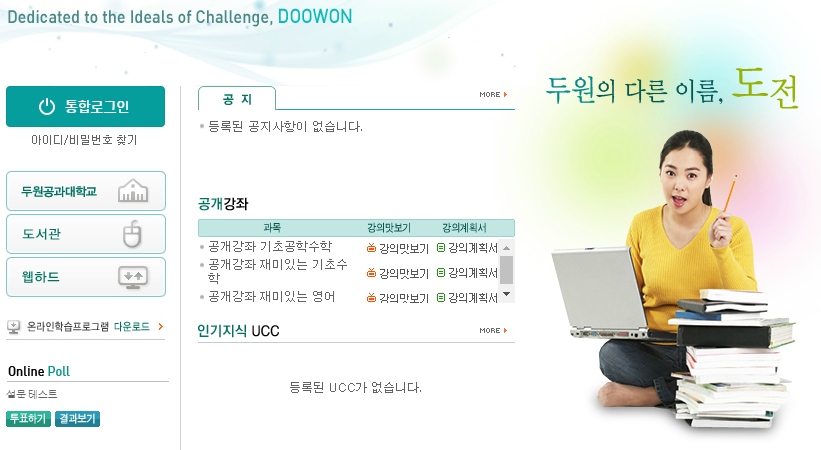 Dedicated to the Ideals of Challenge, DOOWON
두원의 다른 이름, 도전
통합로그인
아이디/비밀번호 찾기
두원공과대학교
도서관
웹하드
온라인학습프로그램 다운로드
Online Poll
설문 테스트
투표하기 결과보기
공 지
MORE
등록된 공지사항이 없습니다.
공개강좌
과목 강의맛보기 강의계획서
공개강좌 기초공학수학 강의맛보기 강의계획서
공개강좌 재미있는 기초수
학 강의맛보기 강의계획서
공개강좌 재미있는 영어 강의맛보기 강의계획서
인기지식 UCC
MORE
등록된 UCC가 없습니다.